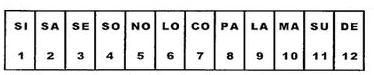 SI SA SE SO NO LO CO PA LA MA SU DE
1 2 3 4 5 6 7 8 9 10 11 12